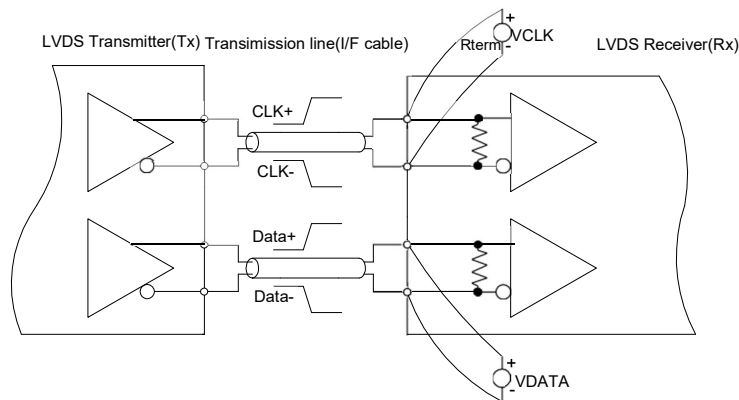 LVDS Transmitter(Tx) Transimission line(I/F cable)
+
VCLK
Rterm
-
LVDS Receiver(Rx)
CLK+
CLK-
Data+
Data-
+
VDATA
-